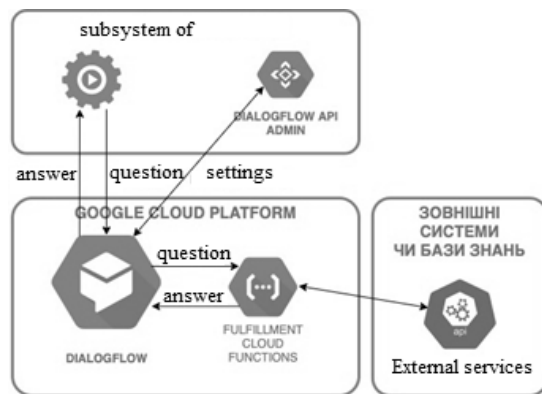 subsystem of
DIALOGFLOW API
ADMIN
answer
question
settings
GOOGLE CLOUD PLATFORM
question
answer
DIALOGFLOW
FULFILLMENT
CLOUD
FUNCTIONS
ЗОВНІШНІ
СИСТЕМИ
ЧИ БАЗИ ЗНАНЬ
api
External services